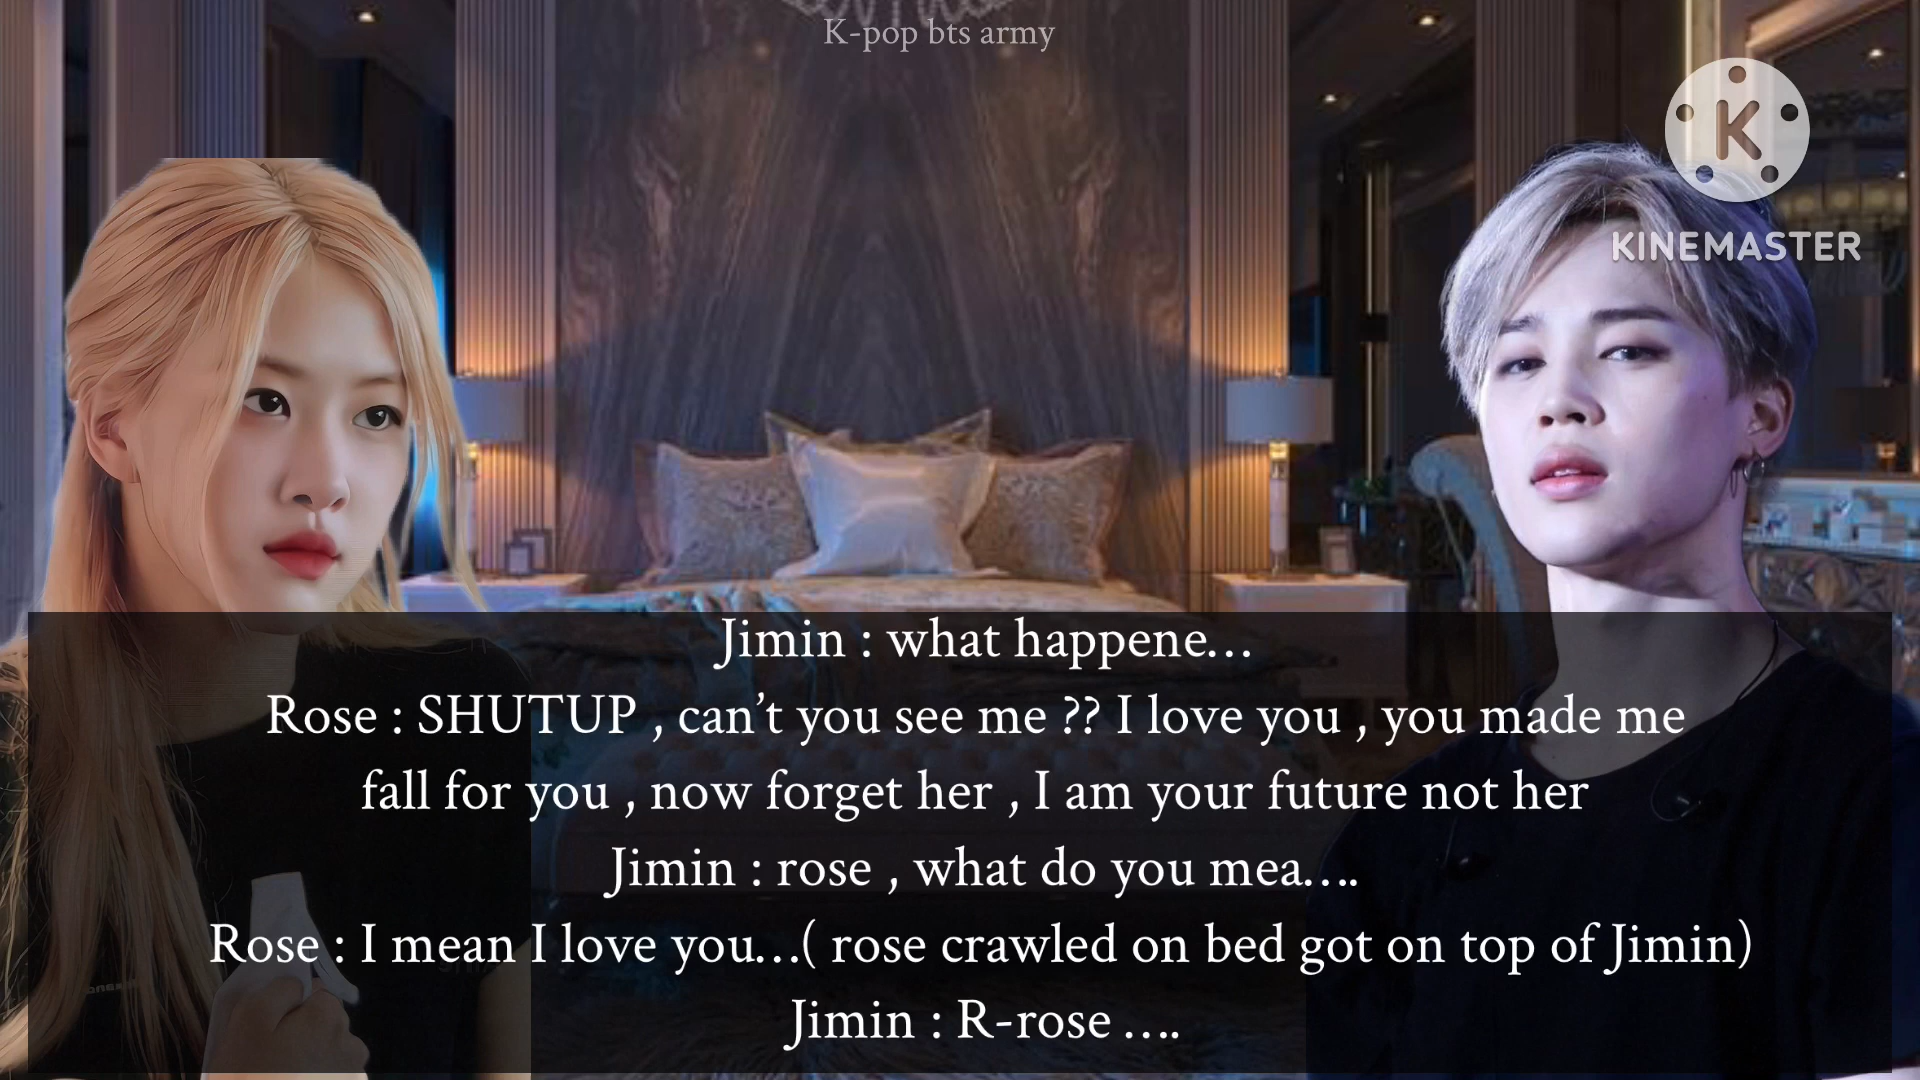 K-pop bts army
K
KINEMASTER
Jimin : what happene…
Rose : SHUTUP , can’t you see me ?? I love you , you made me
fall for you , now forget her , I am your future not her
Jimin : rose , what do you mea….
Rose : I mean I love you…( rose crawled on bed got on top of Jimin)
Jimin : R-rose ….